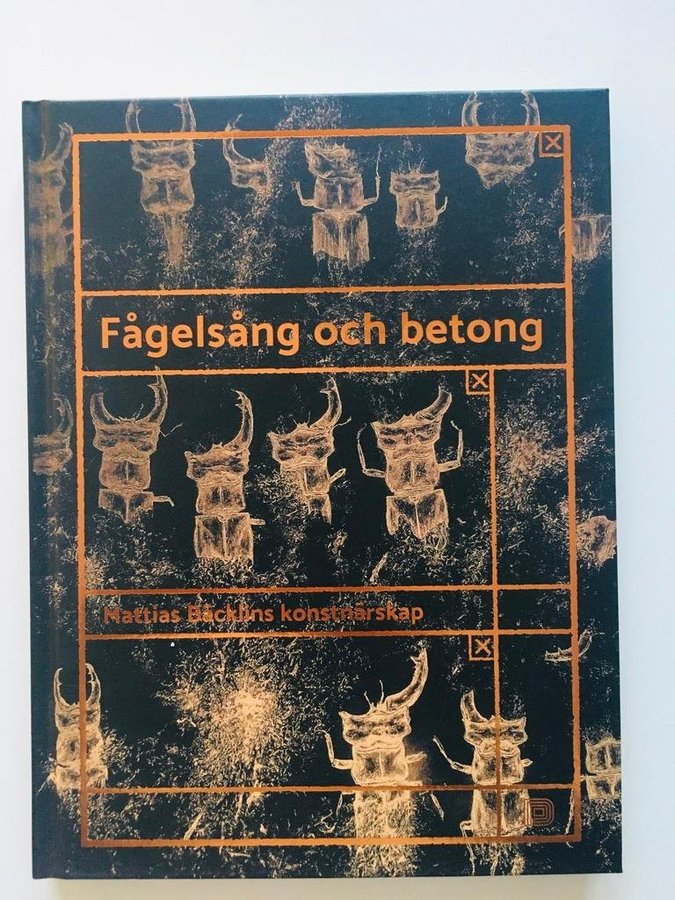 Fågelsång och betong
Mattias Bäcklins konstnärskap